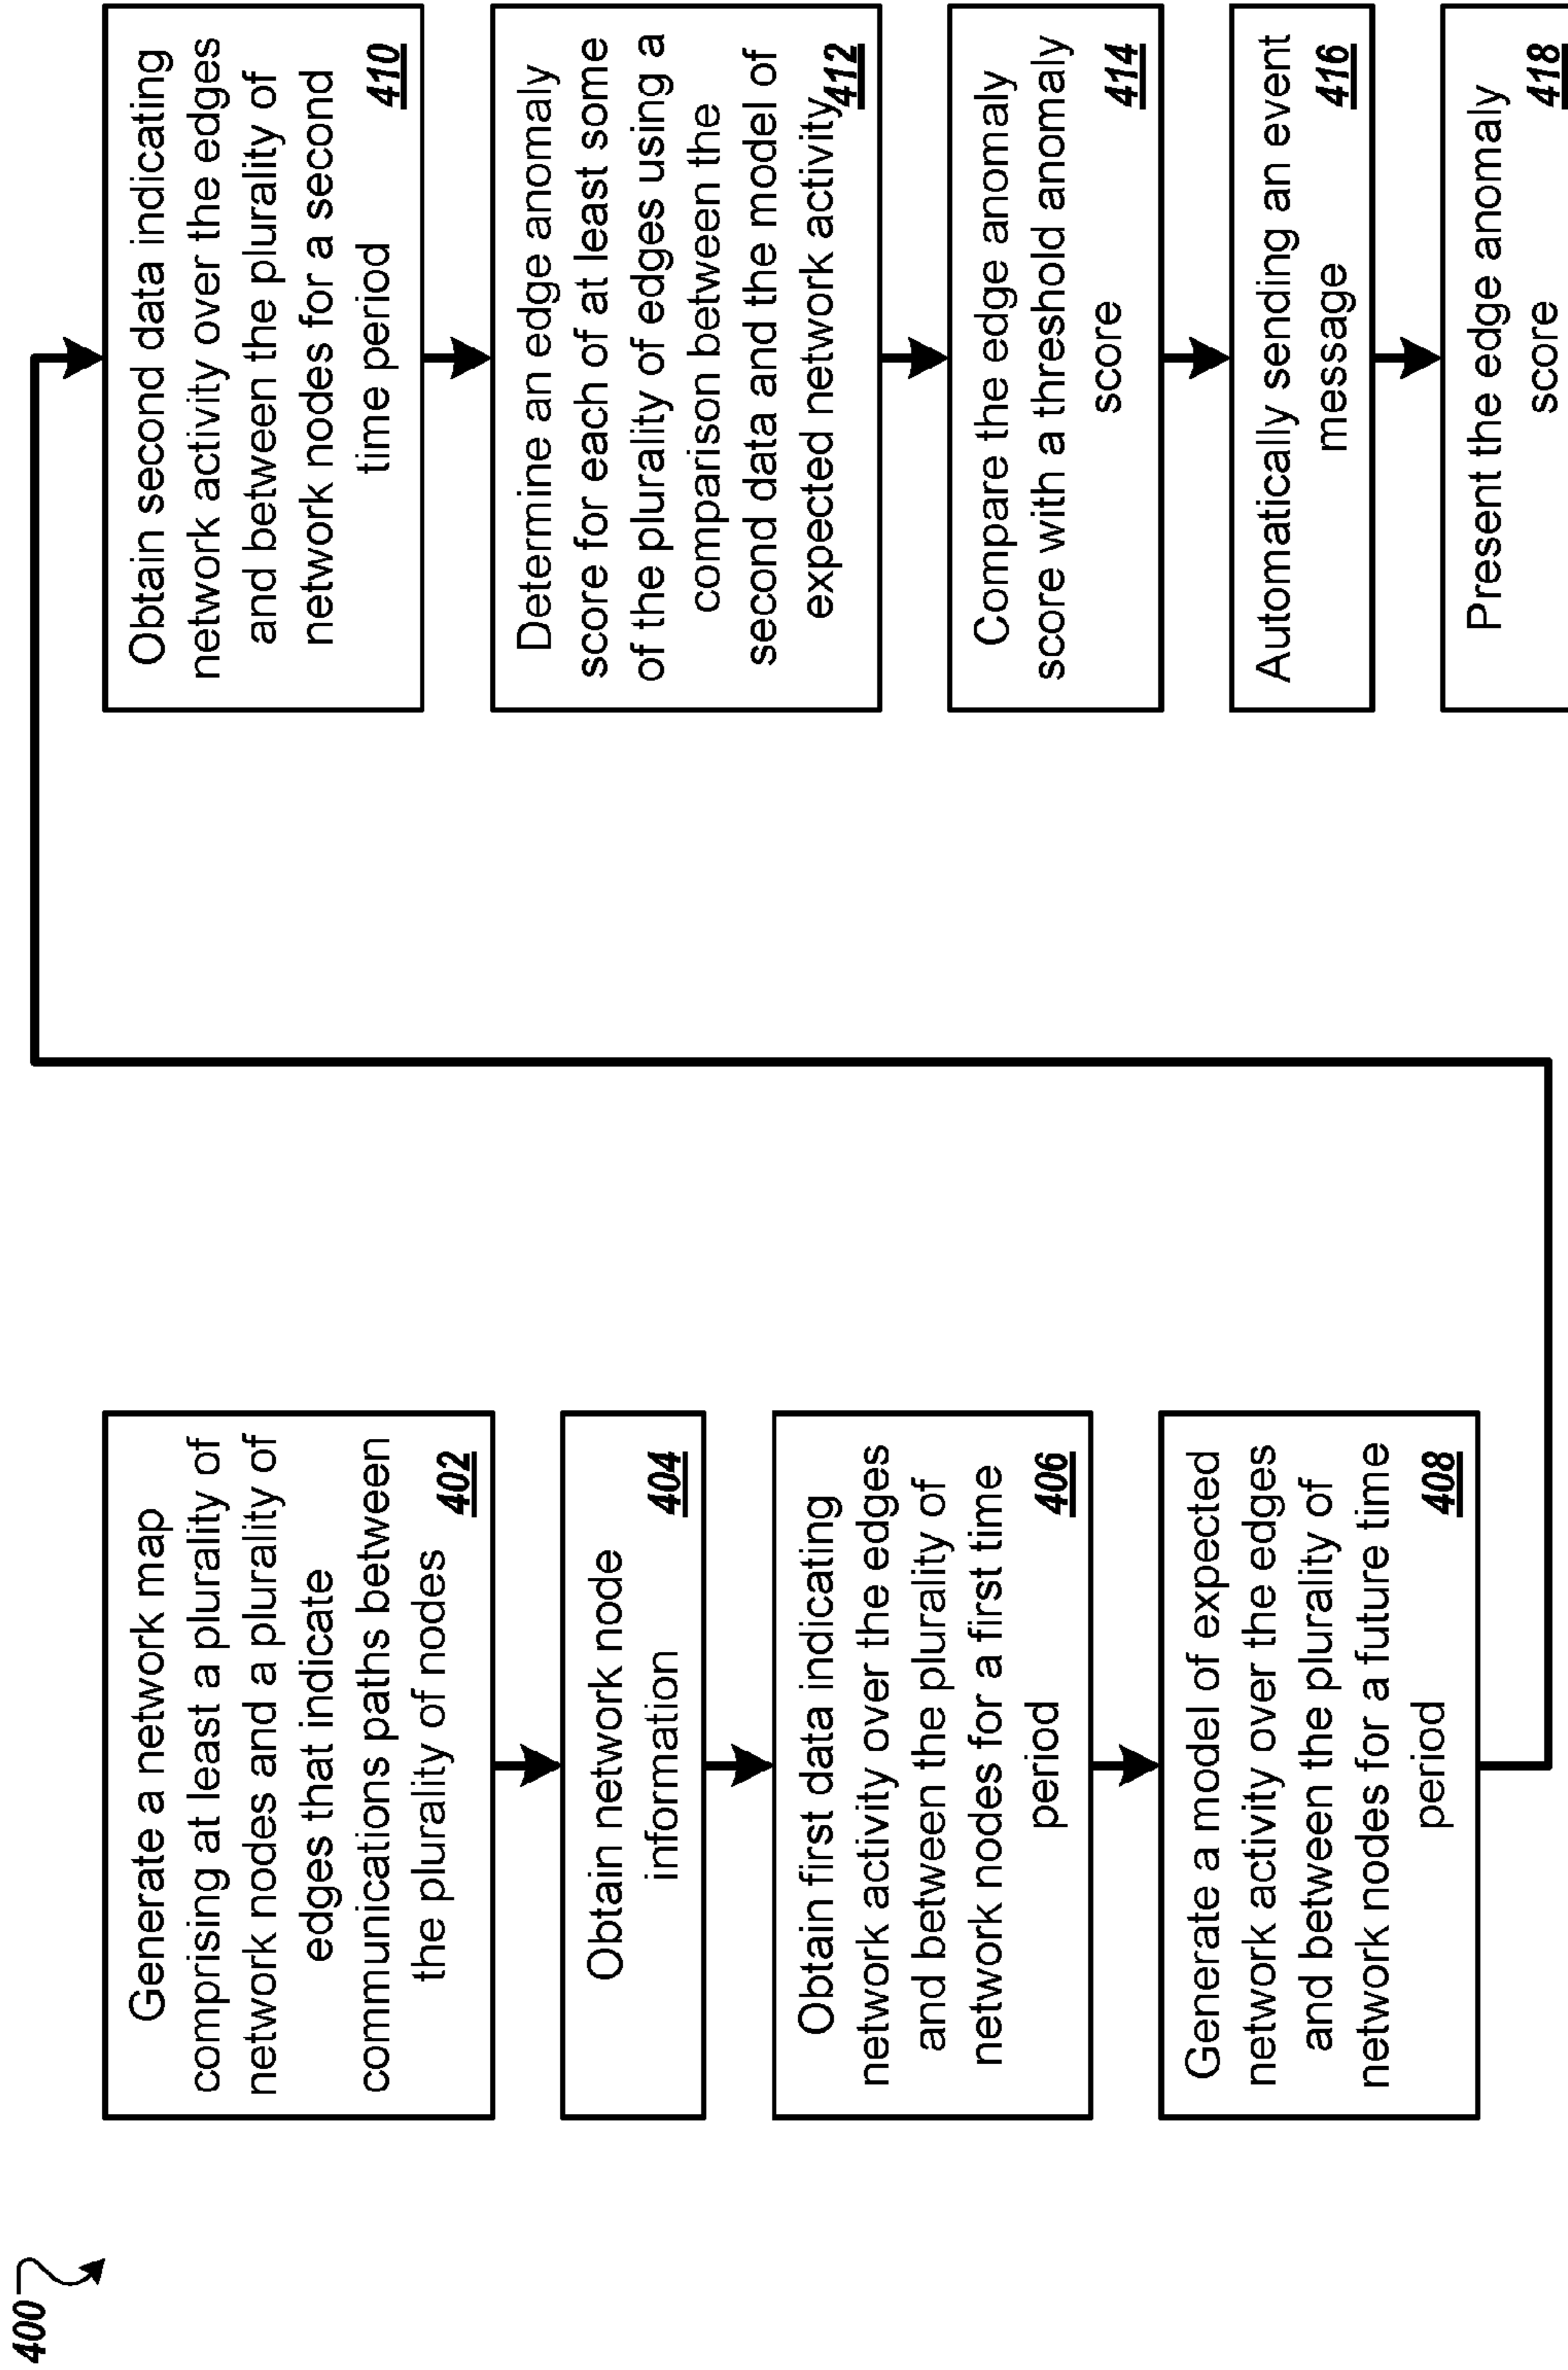 400
Generate a network map
comprising at least a plurality of
network nodes and a plurality of
edges that indicate
communications paths between
the plurality of nodes
402
Obtain network node
information
404
Obtain first data indicating
network activity over the edges
and between the plurality of
network nodes for a first time
period
406
Generate a model of expected
network activity over the edges
and between the plurality of
network nodes for a future time
period
408
Obtain second data indicating
network activity over the edges
and between the plurality of
network nodes for a second
time period
410
Determine an edge anomaly
score for each of at least some
of the plurality of edges using a
comparison between the
second data and the model of
expected network activity
412
Compare the edge anomaly
score with a threshold anomaly
score
414
Automatically sending an event
message
416
Present the edge anomaly
score
418